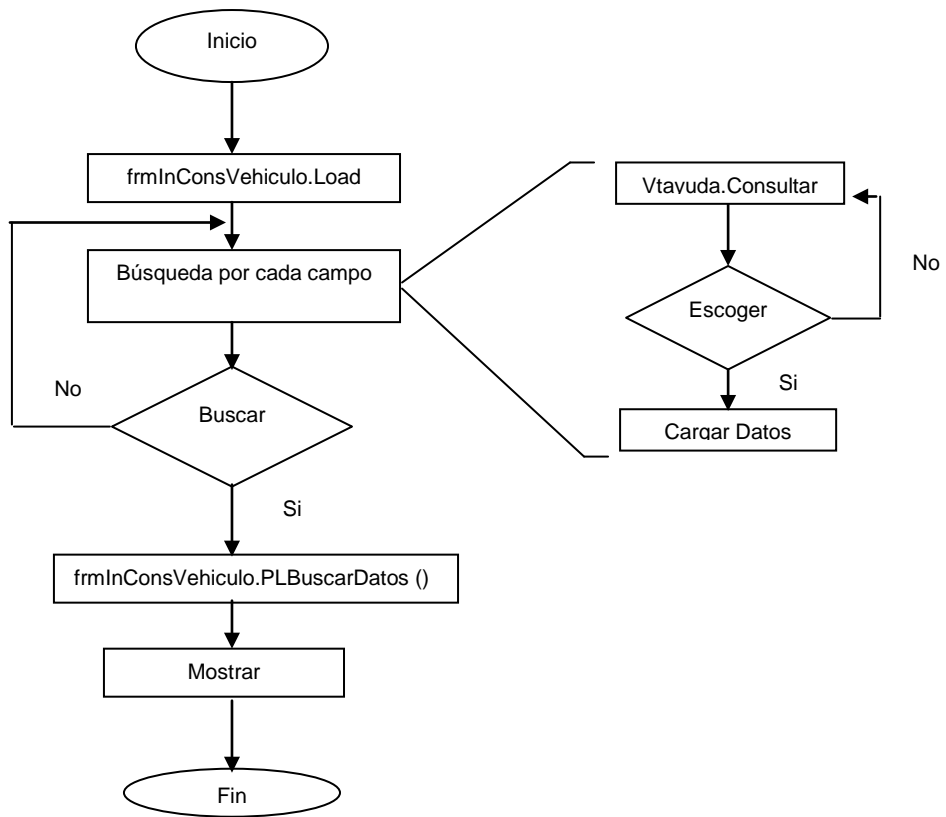 Inicio
frmInConsVehiculo.Load
Búsqueda por cada campo
No
Buscar
Si
frmInConsVehiculo.PLBuscarDatos ()
Mostrar
Fin
Vtayuda.Consultar
No
Escoger
Si
Cargar Datos